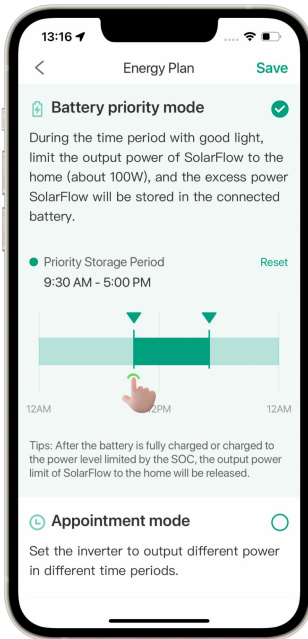 13:16
Energy Plan
Save
Battery priority mode
During the time period with good light,
limit the output power of SolarFlow to the
home (about 100W), and the excess power
SolarFlow will be stored in the connected
battery.
Priority Storage Period
Reset
9:30 AM - 5:00 PM
12AM
12PM
12AM
Tips: After the battery is fully charged or charged to
the power level limited by the SOC, the output power
limit of SolarFlow to the home will be released.
Appointment mode
Set the inverter to output different power
in different time periods.